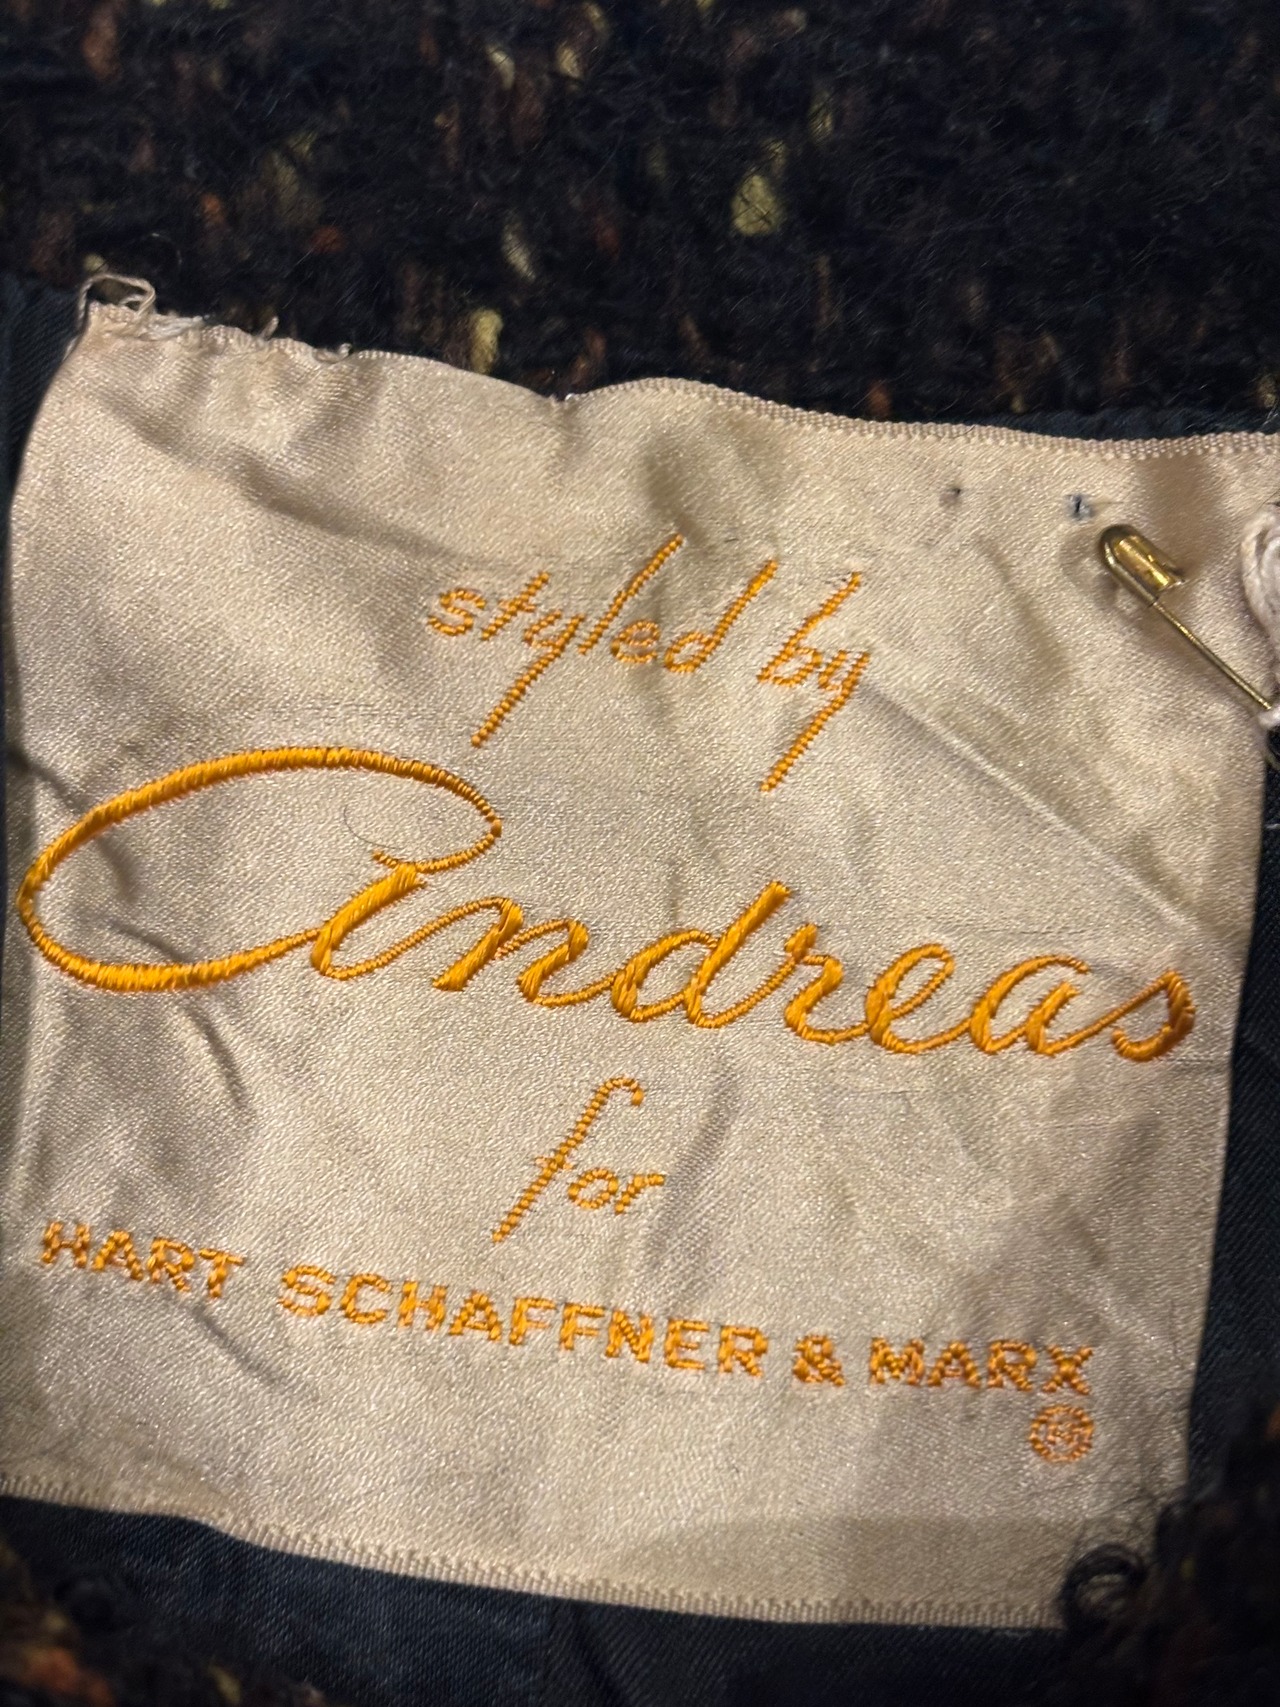 styled by
Andreas
for
HART SCHAFFNER & MARX